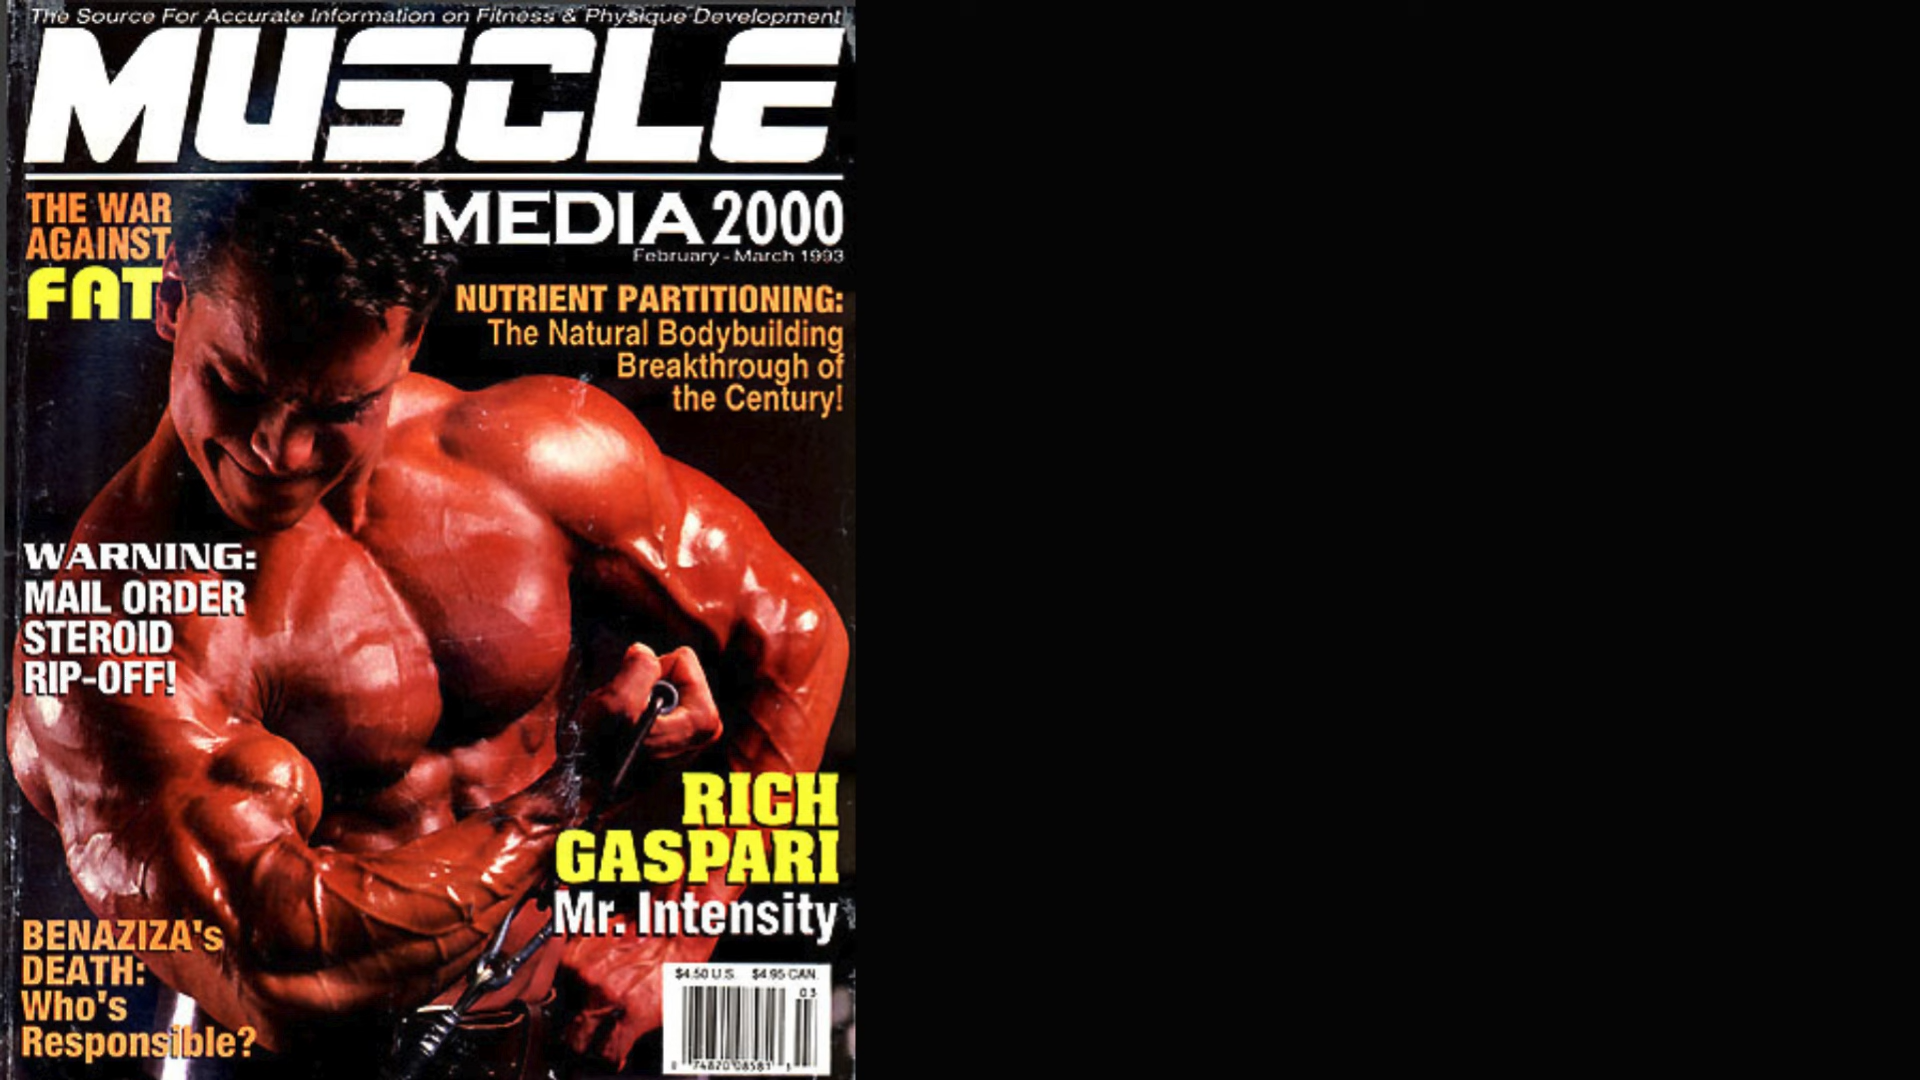 The Source For Accurate Information on Fitness & Physique Development
MUSCLE
MEDIA 2000
February - March 1993
THE WAR
AGAINST
FAT
NUTRIENT PARTITIONING:
The Natural Bodybuilding
Breakthrough of
the Century!
WARNING:
MAIL ORDER
STEROID
RIP-OFF!
RICH
GASPARI
Mr. Intensity
BENAZIZA's
DEATH:
Who's
Responsible?
$4.50 U.S. $4.95 CAN.
03